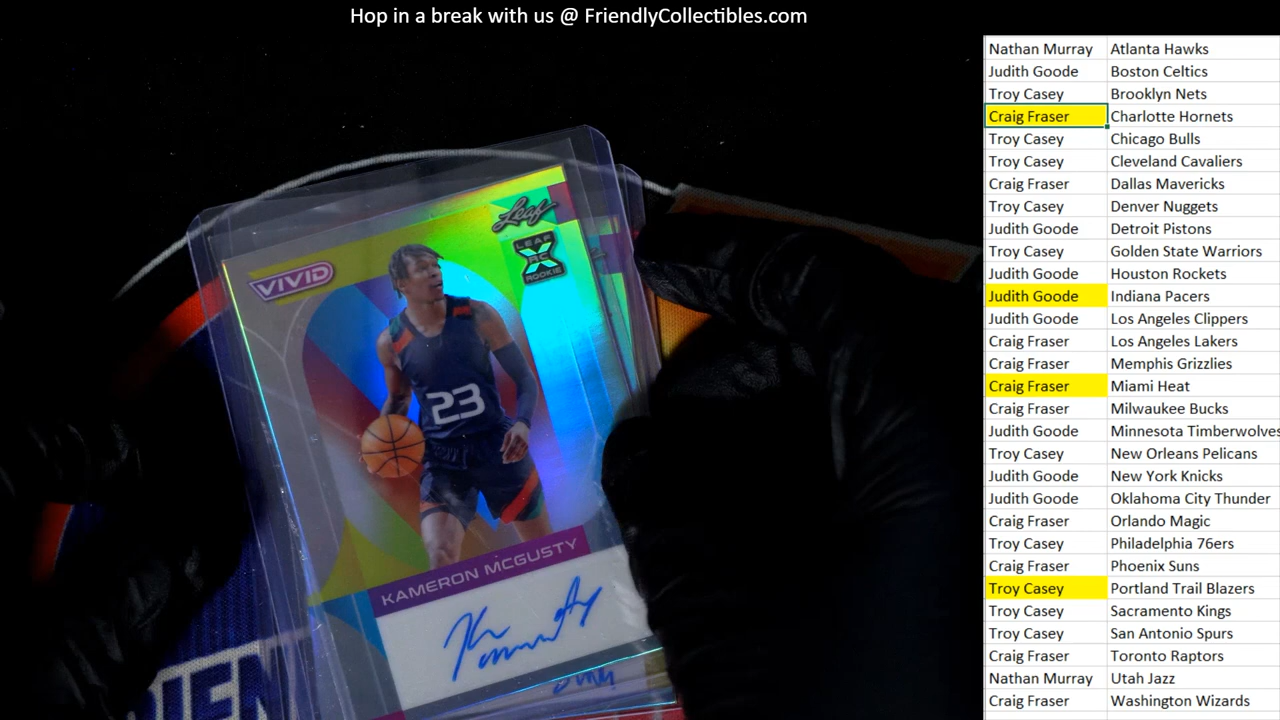 Hop in a break with us @ FriendlyCollectibles.com
Nathan Murray Atlanta Hawks
Judith Goode Boston Celtics
Troy Casey Brooklyn Nets
Craig Fraser Charlotte Hornets
Troy Casey Chicago Bulls
Troy Casey Cleveland Cavaliers
Craig Fraser Dallas Mavericks
Troy Casey Denver Nuggets
Judith Goode Detroit Pistons
Troy Casey Golden State Warriors
Judith Goode Houston Rockets
Judith Goode Indiana Pacers
Judith Goode Los Angeles Clippers
Craig Fraser Los Angeles Lakers
Craig Fraser Memphis Grizzlies
Craig Fraser Miami Heat
Craig Fraser Milwaukee Bucks
Judith Goode Minnesota Timberwolves
Troy Casey New Orleans Pelicans
Judith Goode New York Knicks
Judith Goode Oklahoma City Thunder
Craig Fraser Orlando Magic
Troy Casey Philadelphia 76ers
Craig Fraser Phoenix Suns
Troy Casey Portland Trail Blazers
Troy Casey Sacramento Kings
Troy Casey San Antonio Spurs
Craig Fraser Toronto Raptors
Nathan Murray Utah Jazz
Craig Fraser Washington Wizards
Leaf
LEAF
RC
ROOKIE
VIVID
23
KAMERON MCGUSTY